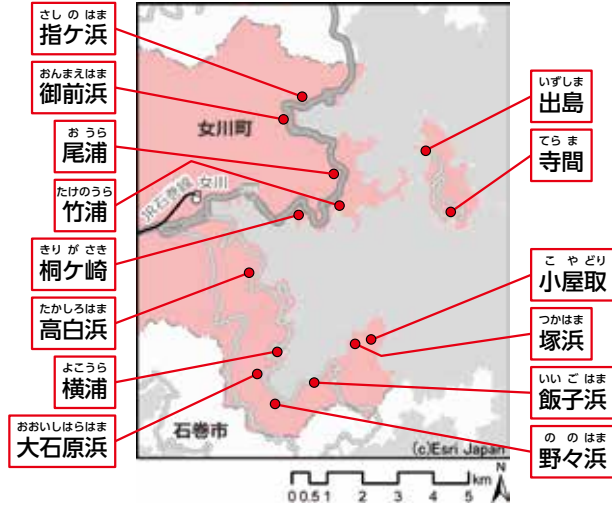 さしのはま
指ケ浜
おんまえはま
御前浜
おうら
尾浦
たけのうら
竹浦
きりがさき
桐ケ崎
たかしろはま
高白浜
よこうら
横浦
おおいしはらはま
大石原浜
女川町
JR石巻線
女川
石巻市
いずしま
出島
てらま
寺間
こやどり
小屋取
つかはま
塚浜
いいごはま
飯子浜
ののはま
野々浜
(c)Esri Japan
km
0 0.5 1 2 3 4 5
N